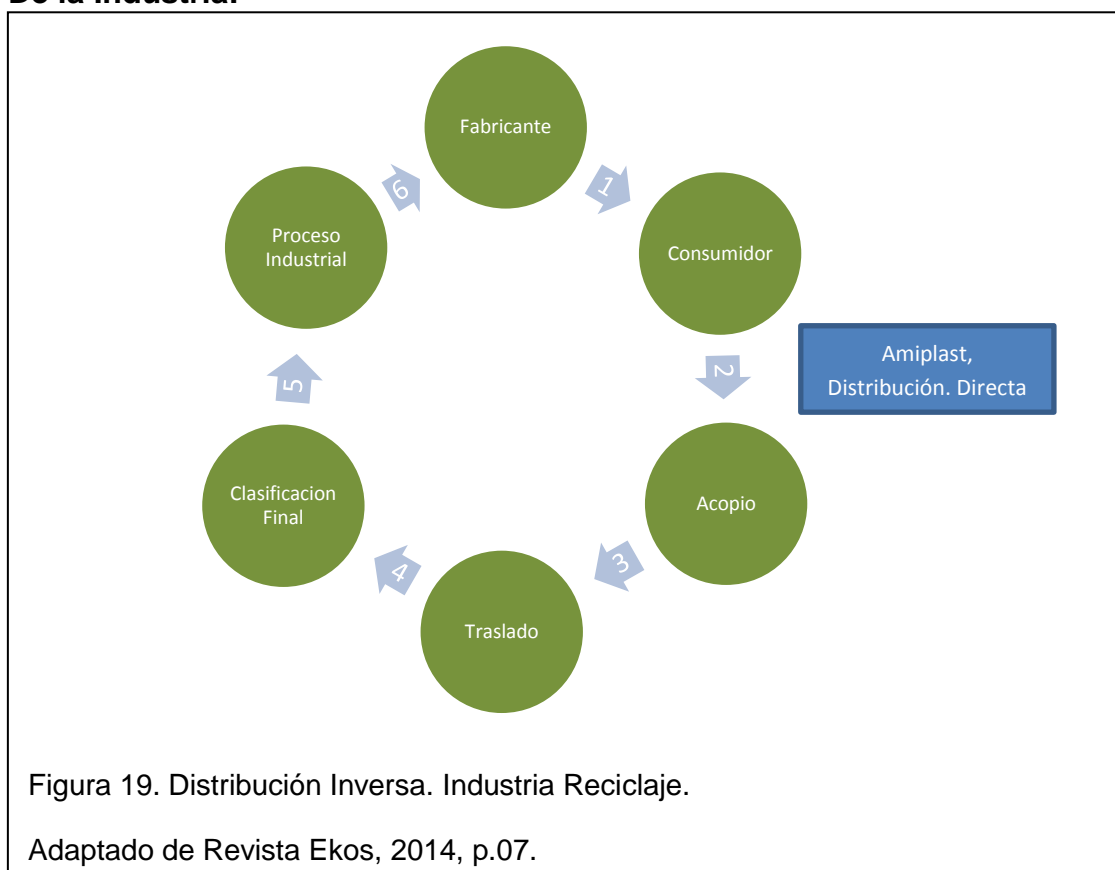 De la Industria:
Fabricante
1
Consumidor
2
Amiplast,
Distribución. Directa
Acopio
3
Traslado
4
Clasificacion
Final
5
Proceso
Industrial
6
Figura 19. Distribución Inversa. Industria Reciclaje.
Adaptado de Revista Ekos, 2014, p.07.